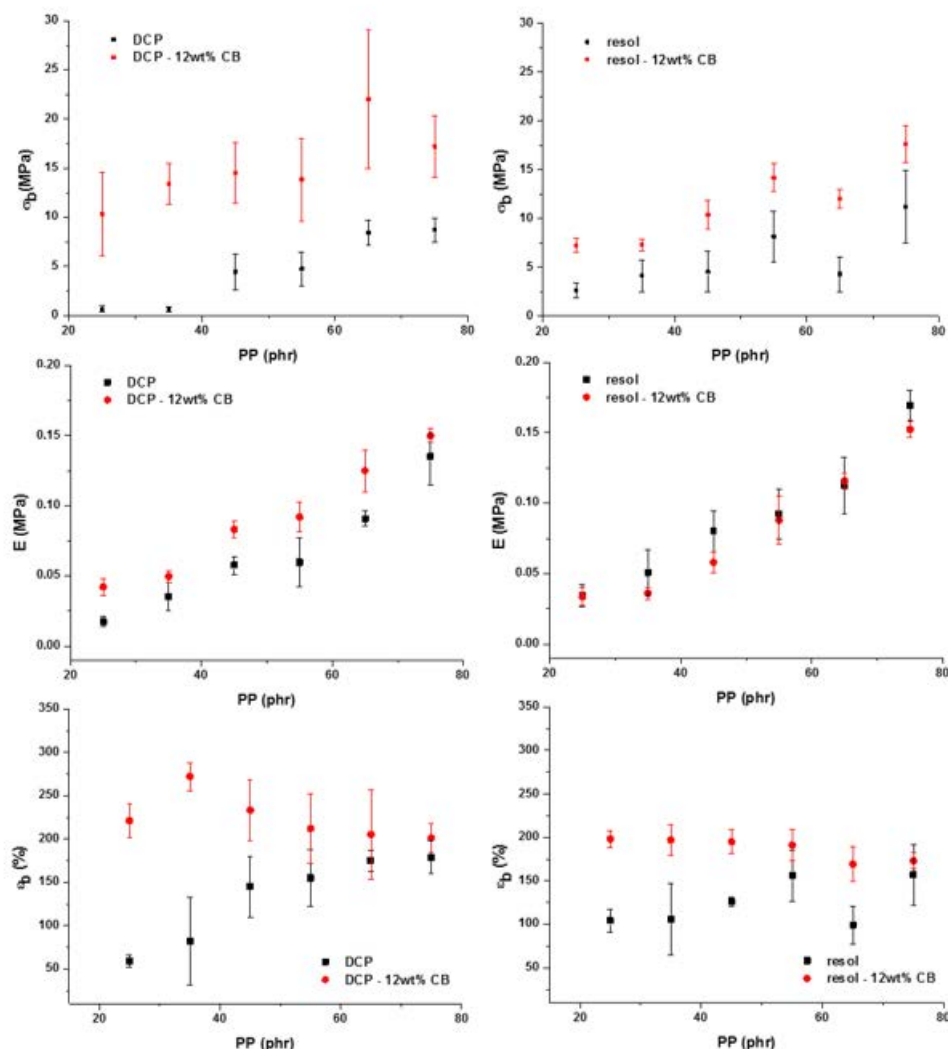 30
25
20
15
10
5
0
σb(MPa)
DCP
DCP - 12wt% CB
20 40 60 80
PP (phr)
30
25
20
15
10
5
0
σb (MPa)
resol
resol - 12wt% CB
20 40 60 80
PP (phr)
0.20
0.15
0.10
0.05
0.00
E (MPa)
DCP
DCP - 12wt% CB
20 40 60 80
PP (phr)
0.20
0.15
0.10
0.05
0.00
E (MPa)
resol
resol - 12wt% CB
20 40 60 80
PP (phr)
350
300
250
200
150
100
50
εb (%)
DCP
DCP - 12wt% CB
20 40 60 80
PP (phr)
350
300
250
200
150
100
50
εb (%)
resol
resol - 12wt% CB
20 40 60 80
PP (phr)